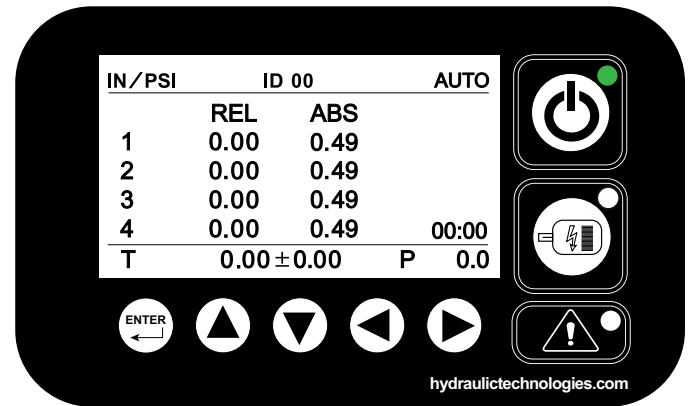 IN/PSI ID 00 AUTO
REL ABS
1 0.00 0.49
2 0.00 0.49
3 0.00 0.49
4 0.00 0.49 00:00
T 0.00±0.00 P 0.0
ENTER
hydraulictechnologies.com